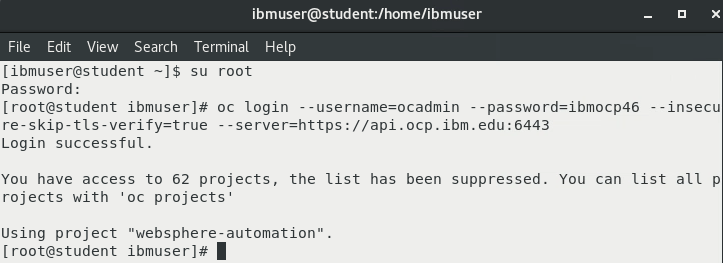 ibmuser@student:/home/ibmuser
File Edit View Search Terminal Help
[ibmuser@student ~]$ su root
Password:
[root@student ibmuser]# oc login --username=ocadmin --password=ibmocp46 --insecu
re-skip-tls-verify=true --server=https://api.ocp.ibm.edu:6443
Login successful.
You have access to 62 projects, the list has been suppressed. You can list all p
rojects with 'oc projects'
Using project "websphere-automation".
[root@student ibmuser]#